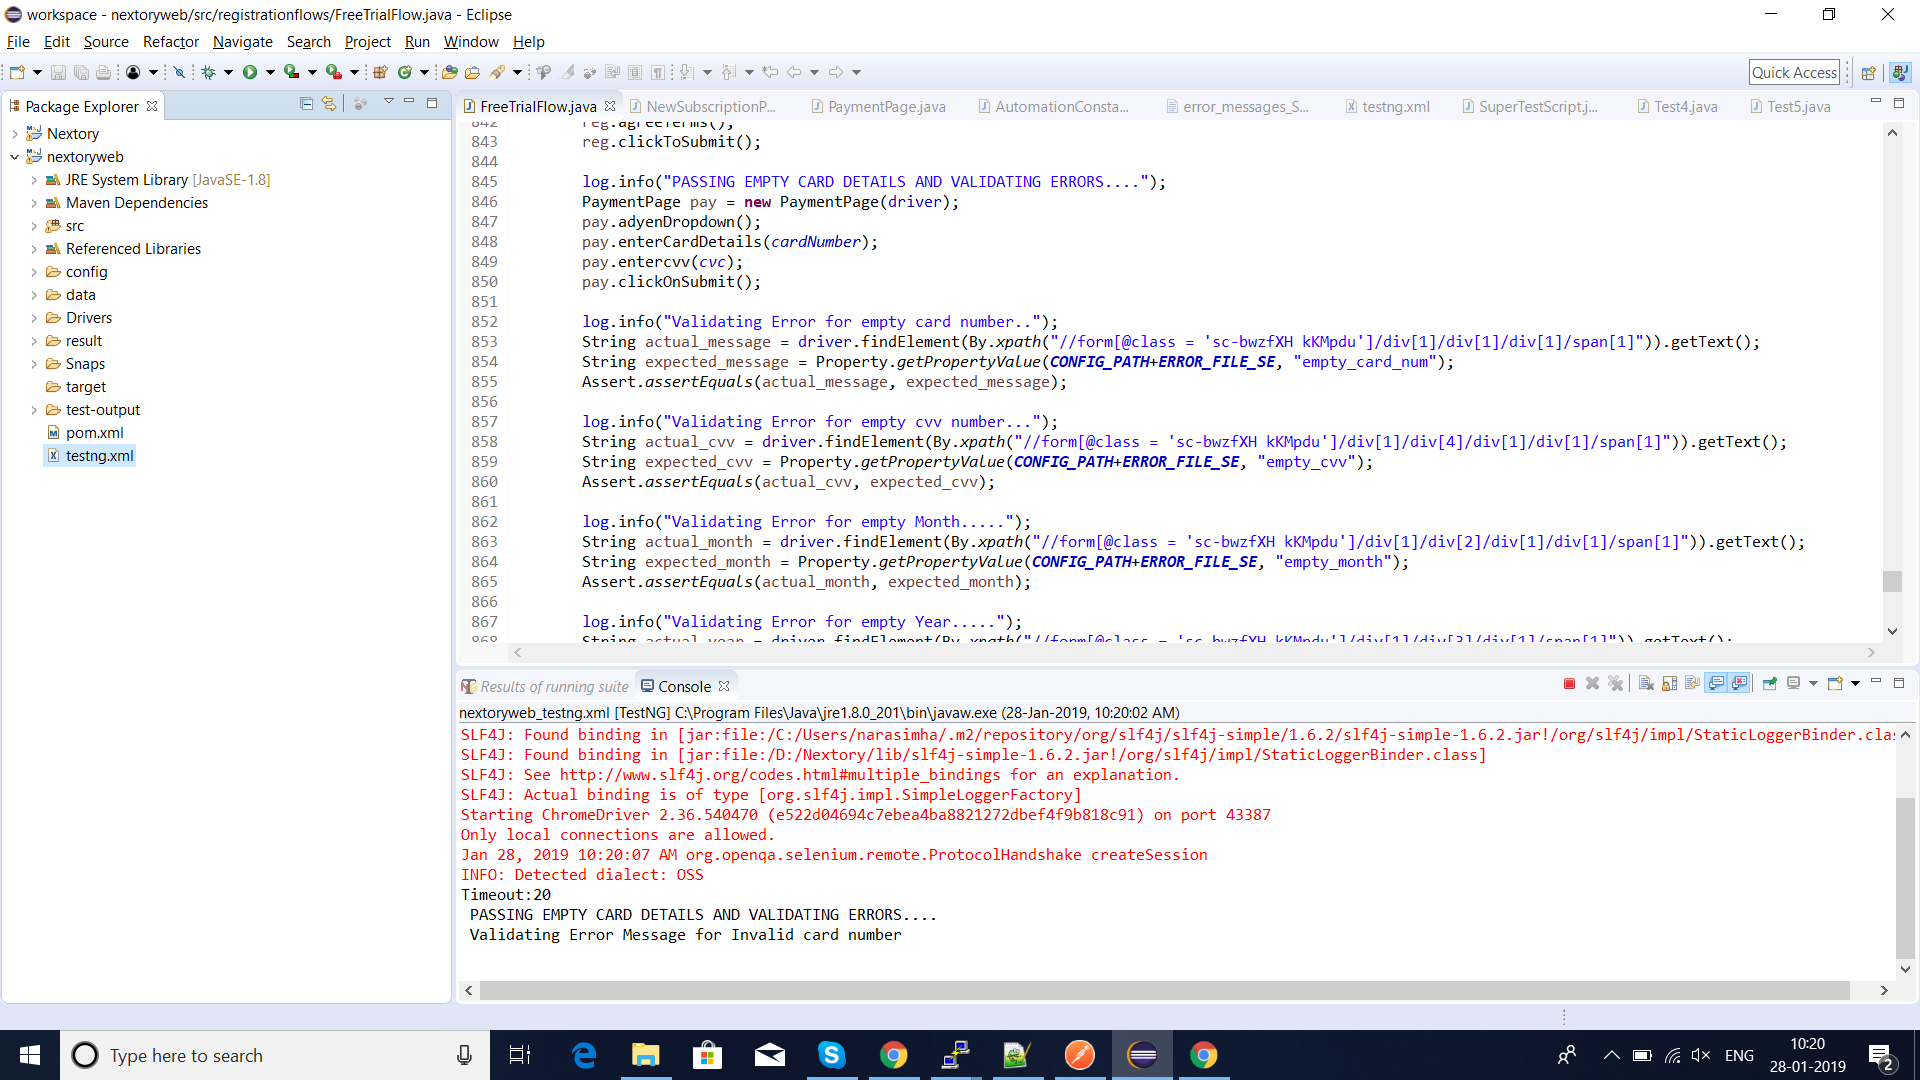 workspace - nextoryweb/src/registrationflows/FreeTrialFlow.java - Eclipse
File Edit Source Refactor Navigate Search Project Run Window Help
Quick Access
Package Explorer
Nextory
nextoryweb
JRE System Library [JavaSE-1.8]
Maven Dependencies
src
Referenced Libraries
config
data
Drivers
result
Snaps
target
test-output
pom.xml
testng.xml
FreeTrialFlow.java NewSubscriptionP... PaymentPage.java AutomationConsta... error_messages_S... testng.xml SuperTestScript.j... Test4.java Test5.java
842 reg.agreeTerms();
843 reg.clickToSubmit();
844
845 log.info("PASSING EMPTY CARD DETAILS AND VALIDATING ERRORS....");
846 PaymentPage pay = new PaymentPage(driver);
847 pay.adyenDropdown();
848 pay.enterCardDetails(cardNumber);
849 pay.entercvv(cvc);
850 pay.clickOnSubmit();
851
852 log.info("Validating Error for empty card number..");
853 String actual_message = driver.findElement(By.xpath("//form[@class = 'sc-bwzfXH kKMpdu']/div[1]/div[1]/div[1]/span[1]")).getText();
854 String expected_message = Property.getPropertyValue(CONFIG_PATH+ERROR_FILE_SE, "empty_card_num");
855 Assert.assertEquals(actual_message, expected_message);
856
857 log.info("Validating Error for empty cvv number...");
858 String actual_cvv = driver.findElement(By.xpath("//form[@class = 'sc-bwzfXH kKMpdu']/div[1]/div[4]/div[1]/div[1]/span[1]")).getText();
859 String expected_cvv = Property.getPropertyValue(CONFIG_PATH+ERROR_FILE_SE, "empty_cvv");
860 Assert.assertEquals(actual_cvv, expected_cvv);
861
862 log.info("Validating Error for empty Month.....");
863 String actual_month = driver.findElement(By.xpath("//form[@class = 'sc-bwzfXH kKMpdu']/div[1]/div[2]/div[1]/div[1]/span[1]")).getText();
864 String expected_month = Property.getPropertyValue(CONFIG_PATH+ERROR_FILE_SE, "empty_month");
865 Assert.assertEquals(actual_month, expected_month);
866
867 log.info("Validating Error for empty Year.....");
868 String actual_year = driver.findElement(By.xpath("//form[@class = 'sc-bwzfXH kKMpdu']/div[1]/div[3]/div[1]/span[1]")).getText();
Results of running suite Console
nextoryweb_testng.xml [TestNG] C:\Program Files\Java\jre1.8.0_201\bin\javaw.exe (28-Jan-2019, 10:20:02 AM)
SLF4J: Found binding in [jar:file:/C:/Users/narasimha/.m2/repository/org/slf4j/slf4j-simple/1.6.2/slf4j-simple-1.6.2.jar!/org/slf4j/impl/StaticLoggerBinder.clas
SLF4J: Found binding in [jar:file:/D:/Nextory/lib/slf4j-simple-1.6.2.jar!/org/slf4j/impl/StaticLoggerBinder.class]
SLF4J: See http://www.slf4j.org/codes.html#multiple_bindings for an explanation.
SLF4J: Actual binding is of type [org.slf4j.impl.SimpleLoggerFactory]
Starting ChromeDriver 2.36.540470 (e522d04694c7ebea4ba8821272dbef4f9b818c91) on port 43387
Only local connections are allowed.
Jan 28, 2019 10:20:07 AM org.openqa.selenium.remote.ProtocolHandshake createSession
INFO: Detected dialect: OSS
Timeout:20
PASSING EMPTY CARD DETAILS AND VALIDATING ERRORS....
Validating Error Message for Invalid card number
Type here to search
ENG
10:20
28-01-2019
2